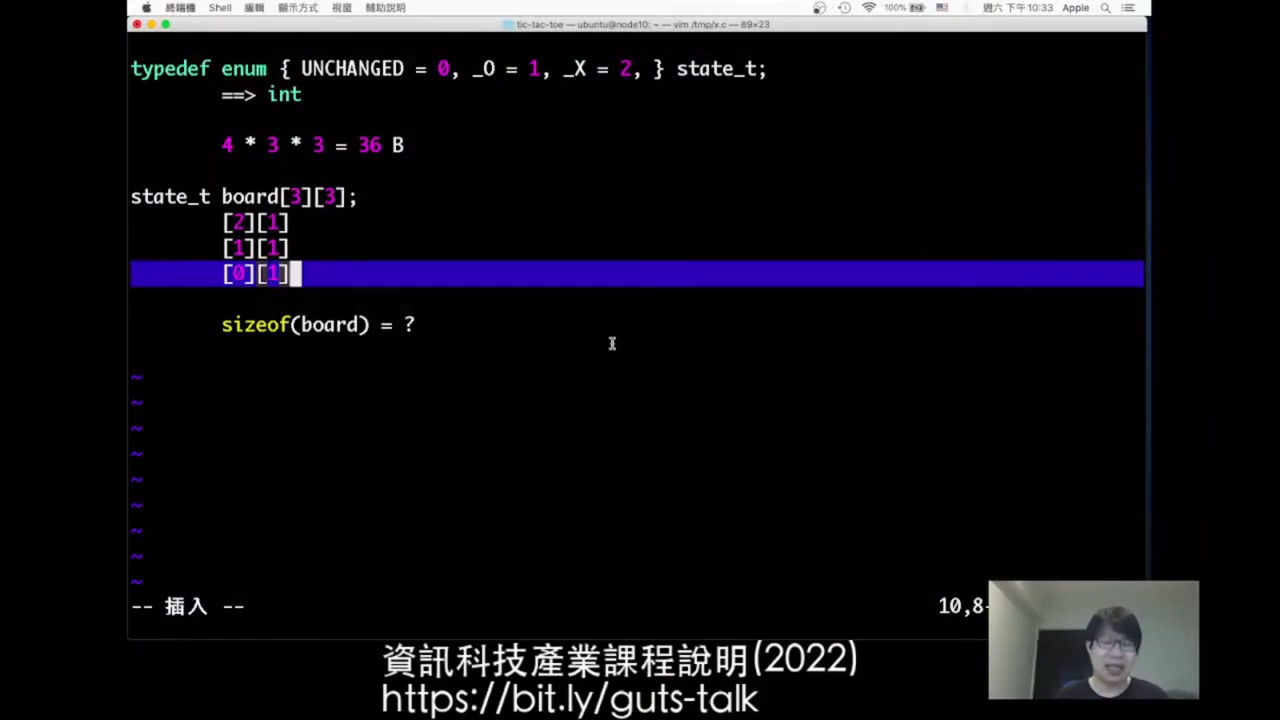 終端機 Shell 編輯 顯示方式 視窗 輔助說明 100% 週六 下午10:33 Apple
tic-tac-toe — ubuntu@node10: ~ — vim /tmp/x.c — 89×23
typedef enum { UNCHANGED = 0, _O = 1, _X = 2, } state_t;
==> int
4 * 3 * 3 = 36 B
state_t board[3][3];
[2][1]
[1][1]
[0][1]
sizeof(board) = ?
~
~
~
~
~
~
~
~
~
-- 插入 --
10,8-
資訊科技產業課程說明(2022)
https://bit.ly/guts-talk